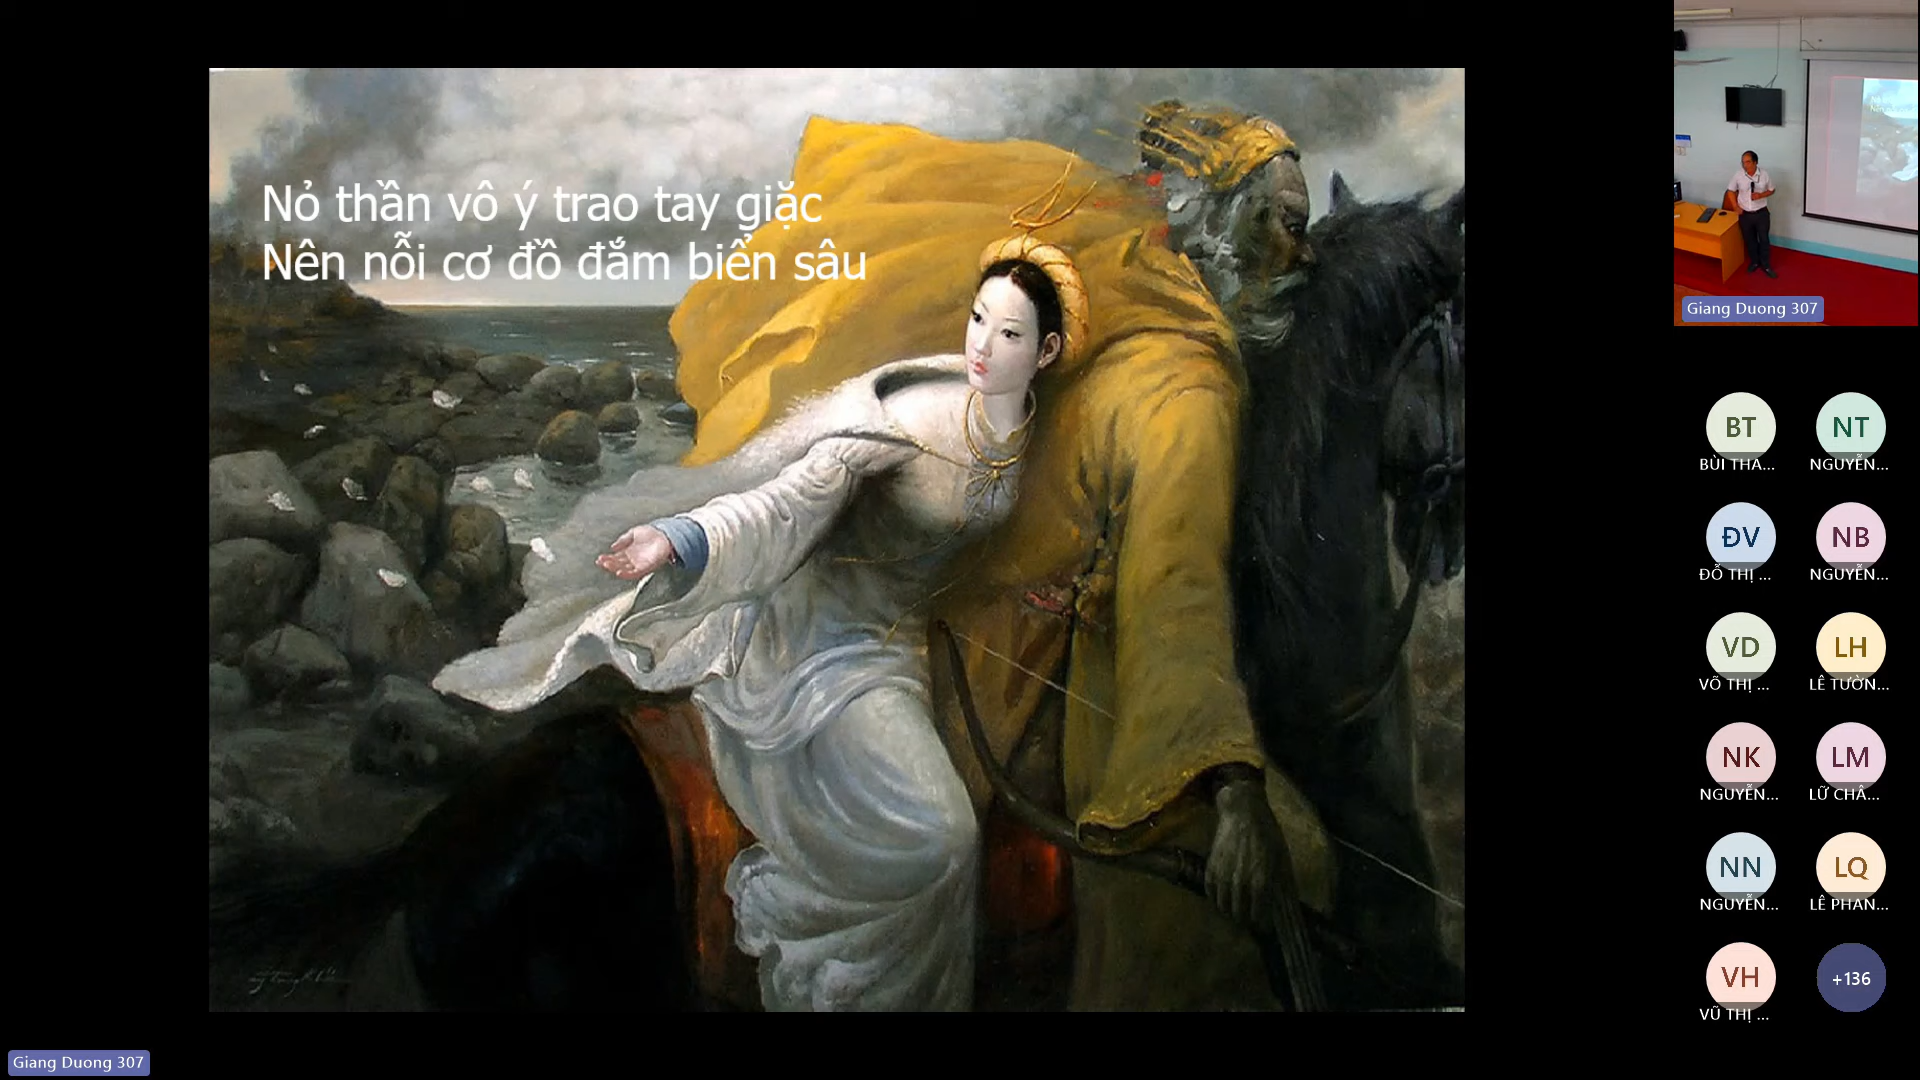 Nỏ thần vô ý trao tay giặc
Nên nỗi cơ đồ đắm biển sâu
Giang Duong 307
BT
BÙI THA...
NT
NGUYỄN...
ĐV
ĐỖ THỊ ...
NB
NGUYỄN...
VD
VÕ THỊ ...
LH
LÊ TƯỜN...
NK
NGUYỄN...
LM
LỮ CHÂ...
NN
NGUYỄN...
LQ
LÊ PHAN...
VH
VŨ THỊ ...
+136
Giang Duong 307